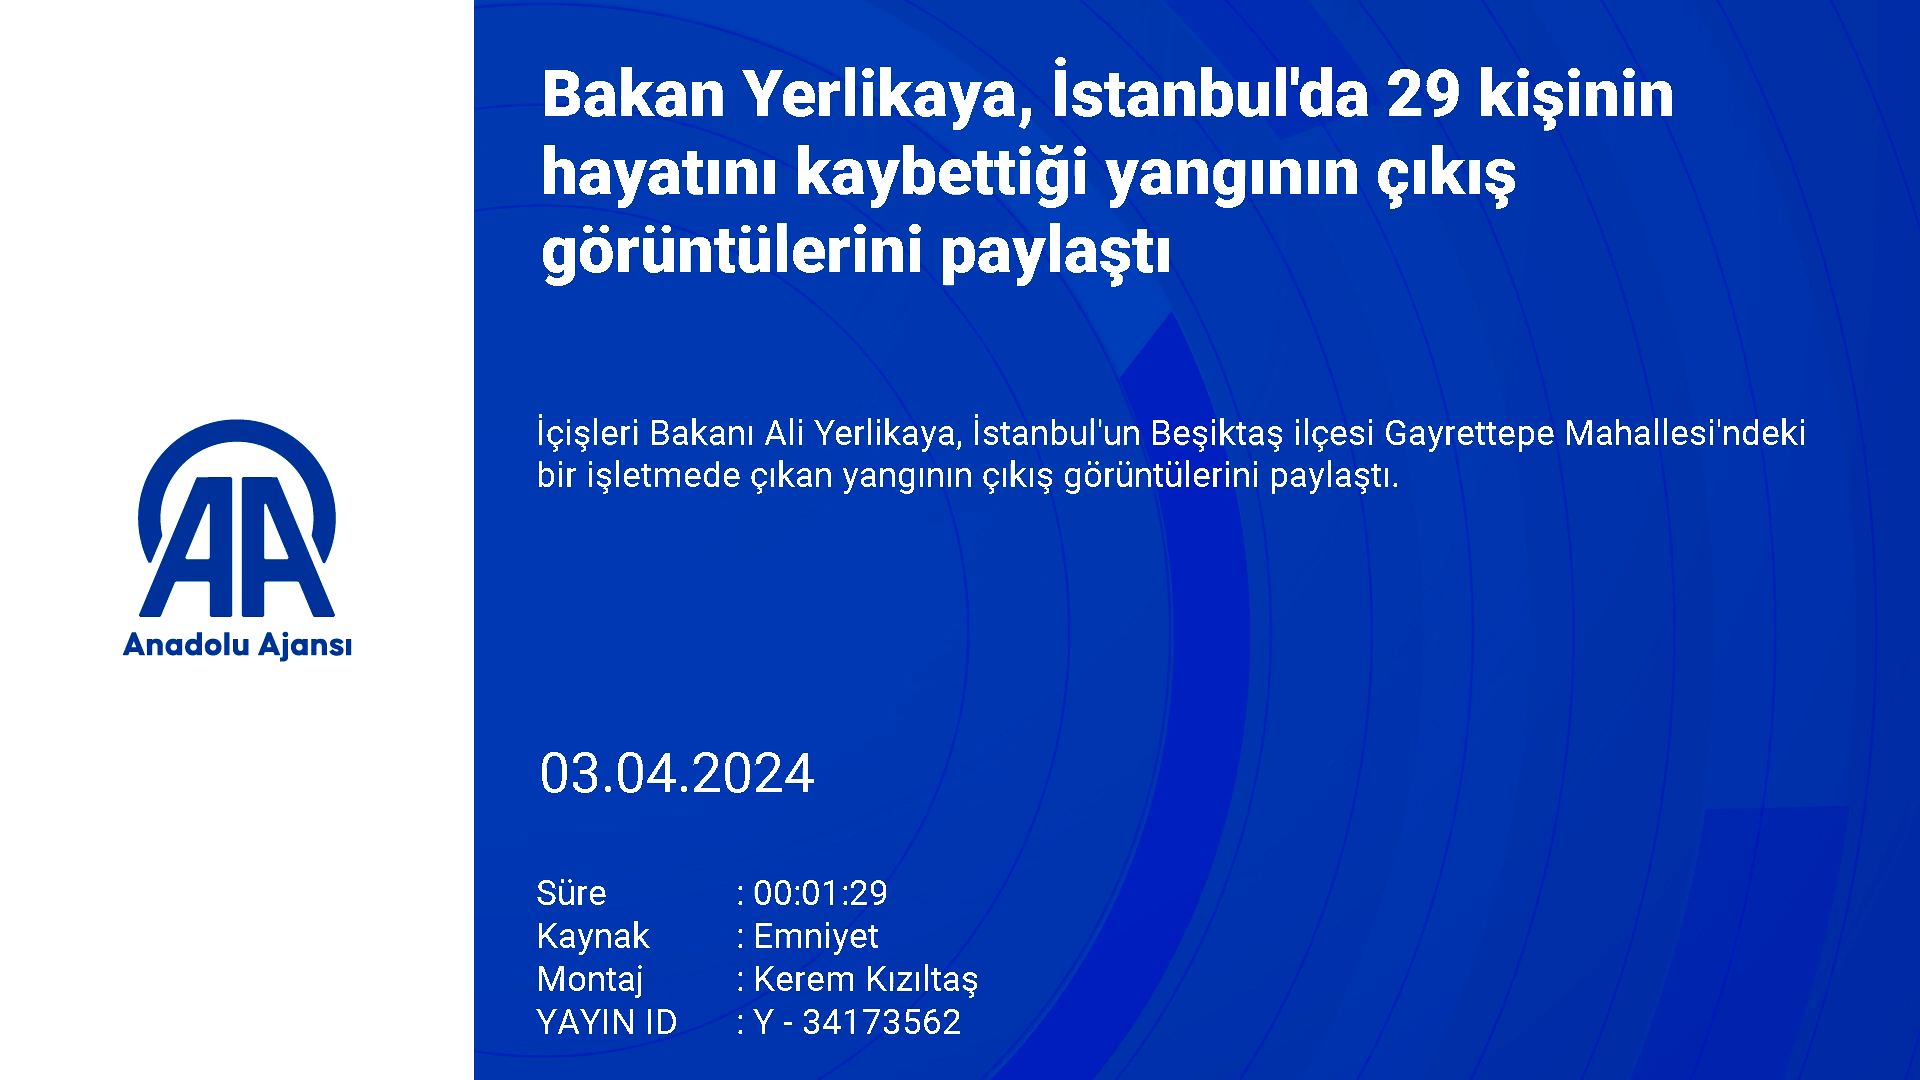 Bakan Yerlikaya, İstanbul'da 29 kişinin
hayatını kaybettiği yangının çıkış
görüntülerini paylaştı
İçişleri Bakanı Ali Yerlikaya, İstanbul'un Beşiktaş ilçesi Gayrettepe Mahallesi'ndeki
bir işletmede çıkan yangının çıkış görüntülerini paylaştı.
AA
Anadolu Ajansı
03.04.2024
Süre : 00:01:29
Kaynak : Emniyet
Montaj : Kerem Kızıltaş
YAYIN ID : Y - 34173562